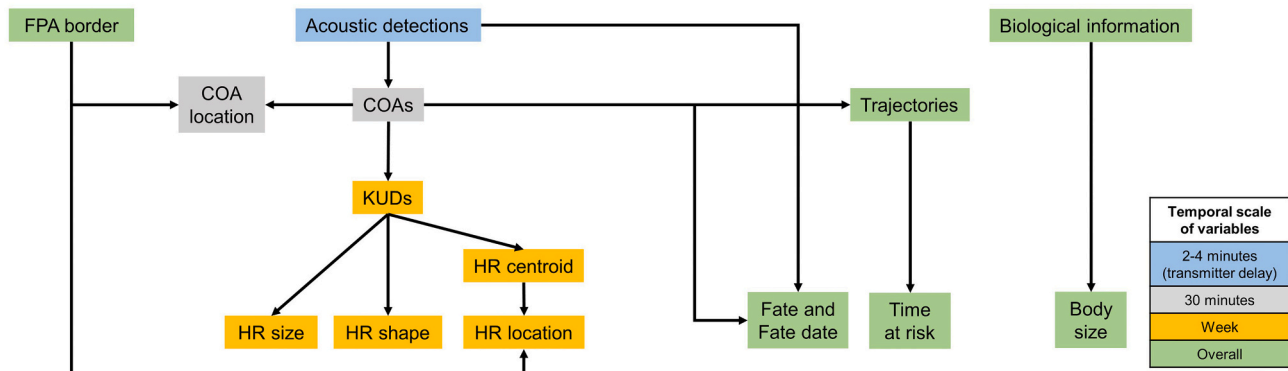 FPA border
Acoustic detections
Biological information
COA
location
COAs
Trajectories
KUDs
HR centroid
HR size
HR shape
HR location
Fate and
Fate date
Time
at risk
Body
size
Temporal scale
of variables
2-4 minutes
(transmitter delay)
30 minutes
Week
Overall